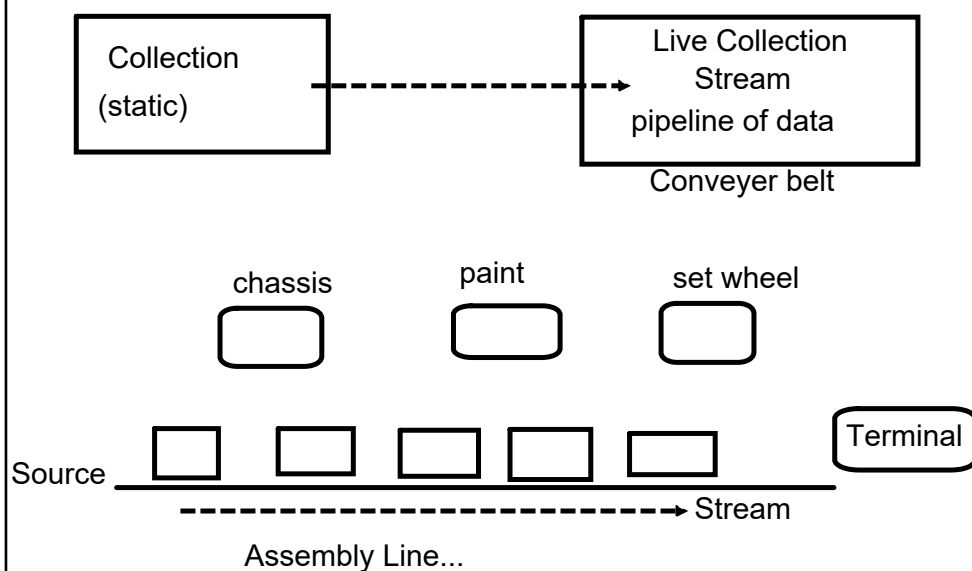 Collection
(static)
Live Collection
Stream
pipeline of data
Conveyer belt
chassis
paint
set wheel
Terminal
Source
Stream
Assembly Line...